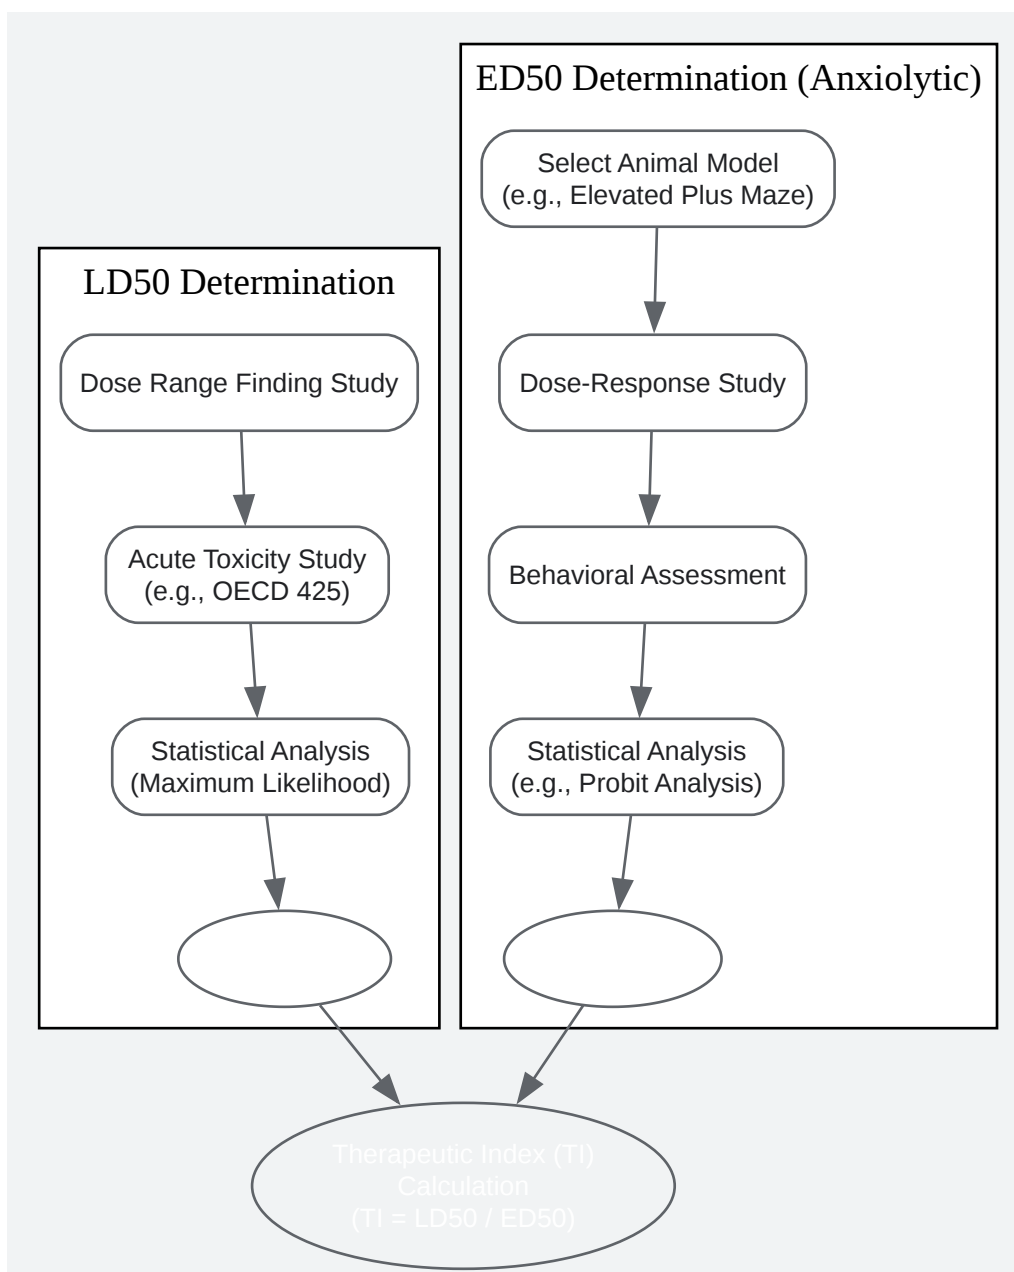 ED50 Determination (Anxiolytic)
Select Animal Model
(e.g., Elevated Plus Maze)
Dose-Response Study
Behavioral Assessment
Statistical Analysis
(e.g., Probit Analysis)
LD50 Determination
Dose Range Finding Study
Acute Toxicity Study
(e.g., OECD 425)
Statistical Analysis
(Maximum Likelihood)
Therapeutic Index (TI)
Calculation
(TI = LD50 / ED50)